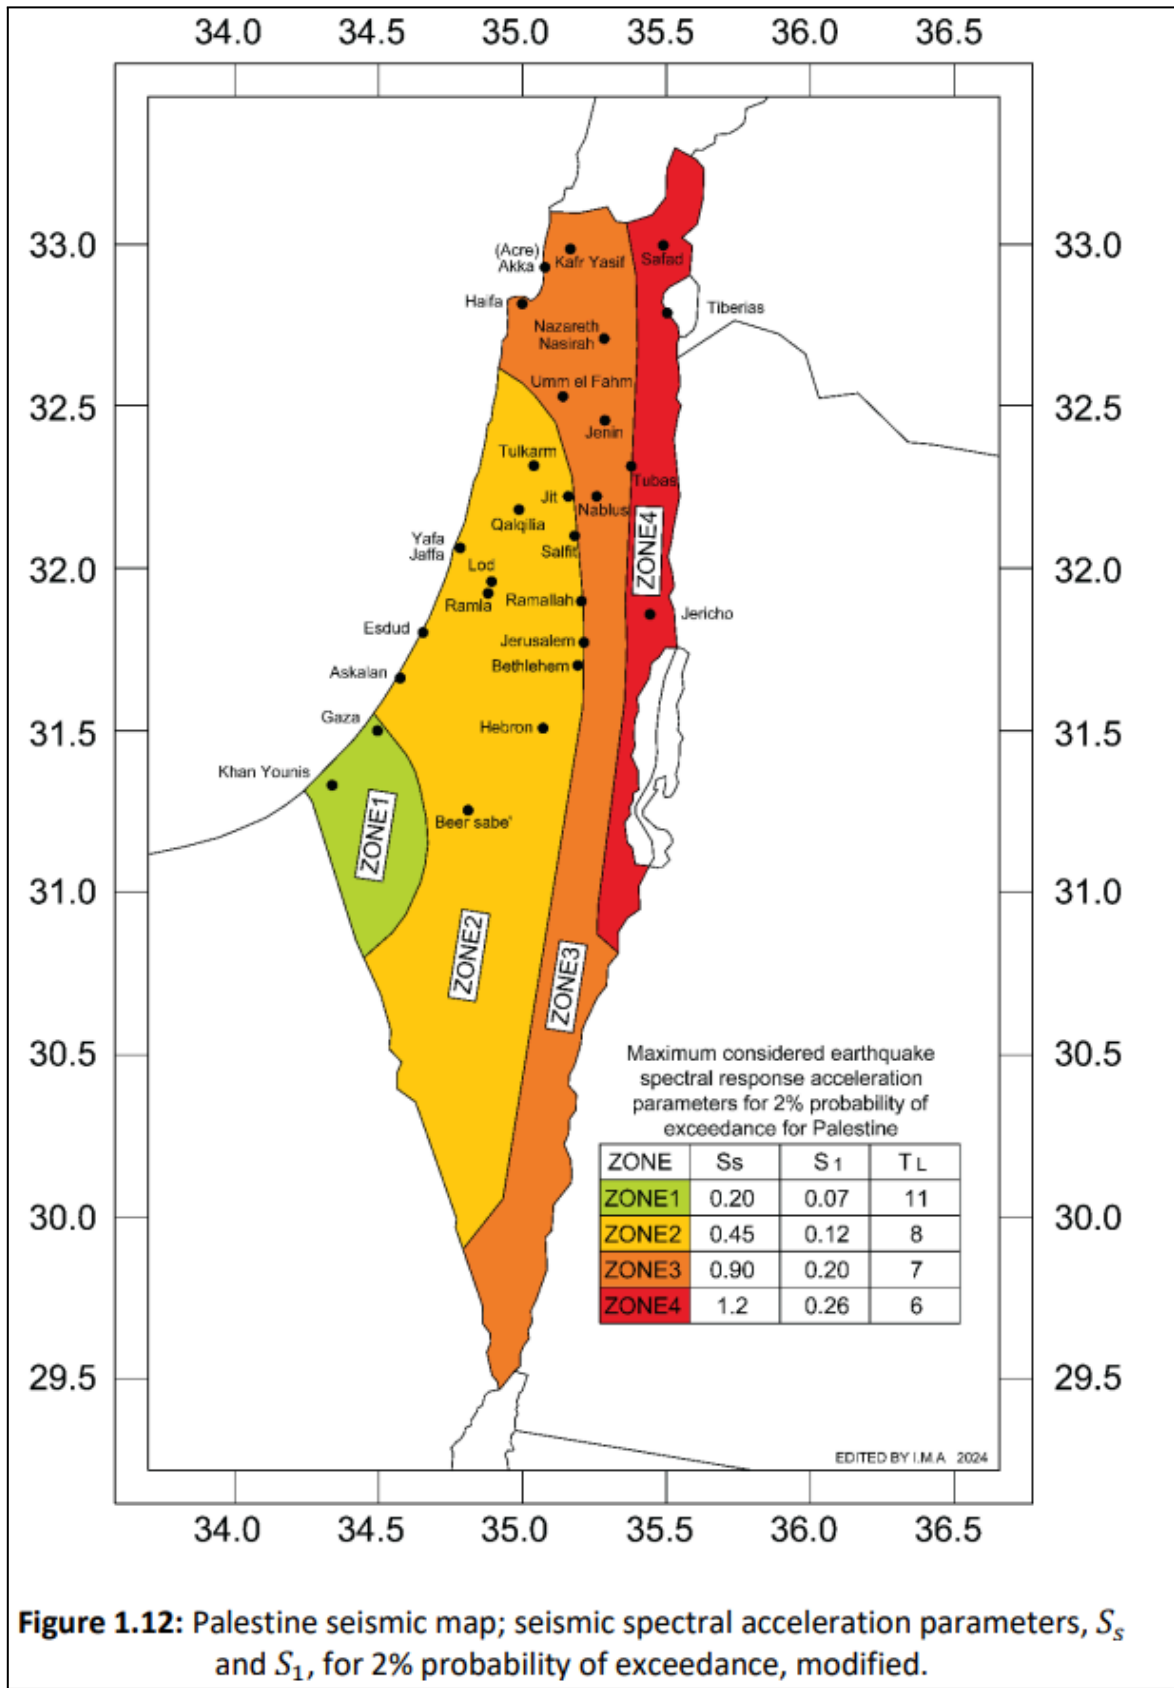 34.0 34.5 35.0 35.5 36.0 36.5
33.0 33.0
(Acre)
Akka
Kafr Yasif
Safad
Haifa
Tiberias
Nazareth
Nasirah
Umm el Fahm
32.5 32.5
Jenin
Tulkarm
Tubas
Jit
Nablus
Qalqilia
Yafa
Jaffa
Salfit
ZONE4
Lod
32.0 32.0
Ramla
Ramallah
Jericho
Esdud
Jerusalem
Bethlehem
Askalan
Gaza
Hebron
31.5 31.5
Khan Younis
ZONE1
Beer sabe'
31.0 31.0
ZONE2
ZONE3
30.5 30.5
Maximum considered earthquake
spectral response acceleration
parameters for 2% probability of
exceedance for Palestine
ZONE Ss S1 TL
ZONE1 0.20 0.07 11
30.0 30.0
ZONE2 0.45 0.12 8
ZONE3 0.90 0.20 7
ZONE4 1.2 0.26 6
29.5 29.5
EDITED BY I.M.A 2024
34.0 34.5 35.0 35.5 36.0 36.5
Figure 1.12: Palestine seismic map; seismic spectral acceleration parameters, Ss
and S1, for 2% probability of exceedance, modified.